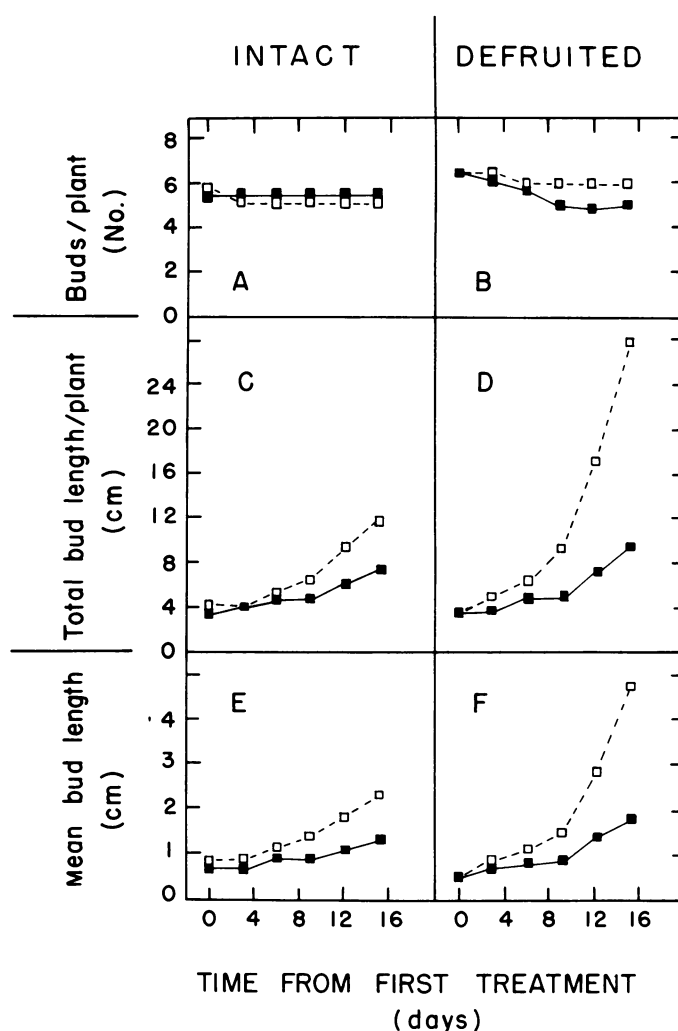 INTACT DEFRUITED
Buds/plant
(No.)
8
6
4
2
0
A B
Total bud length/plant
(cm)
24
20
16
12
8
4
0
C D
Mean bud length
(cm)
4
3
2
1
0
E F
0 4 8 12 16 0 4 8 12 16
TIME FROM FIRST TREATMENT
(days)